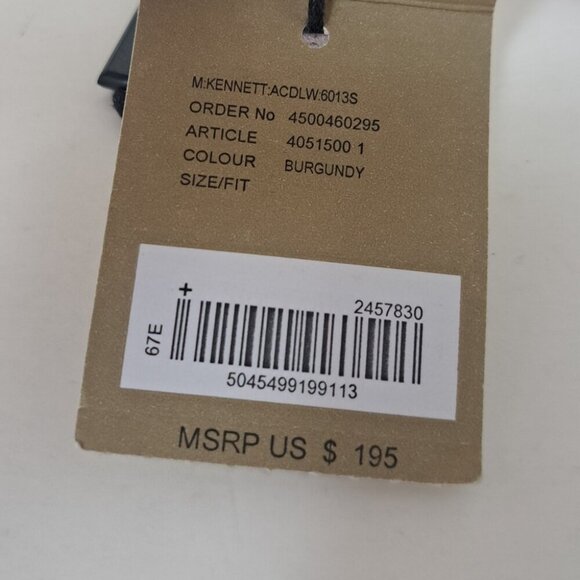 M:KENNETT:ACDLW:6013S
ORDER No 4500460295
ARTICLE 4051500 1
COLOUR BURGUNDY
SIZE/FIT
+
2457830
67E
5045499199113
MSRP US $ 195